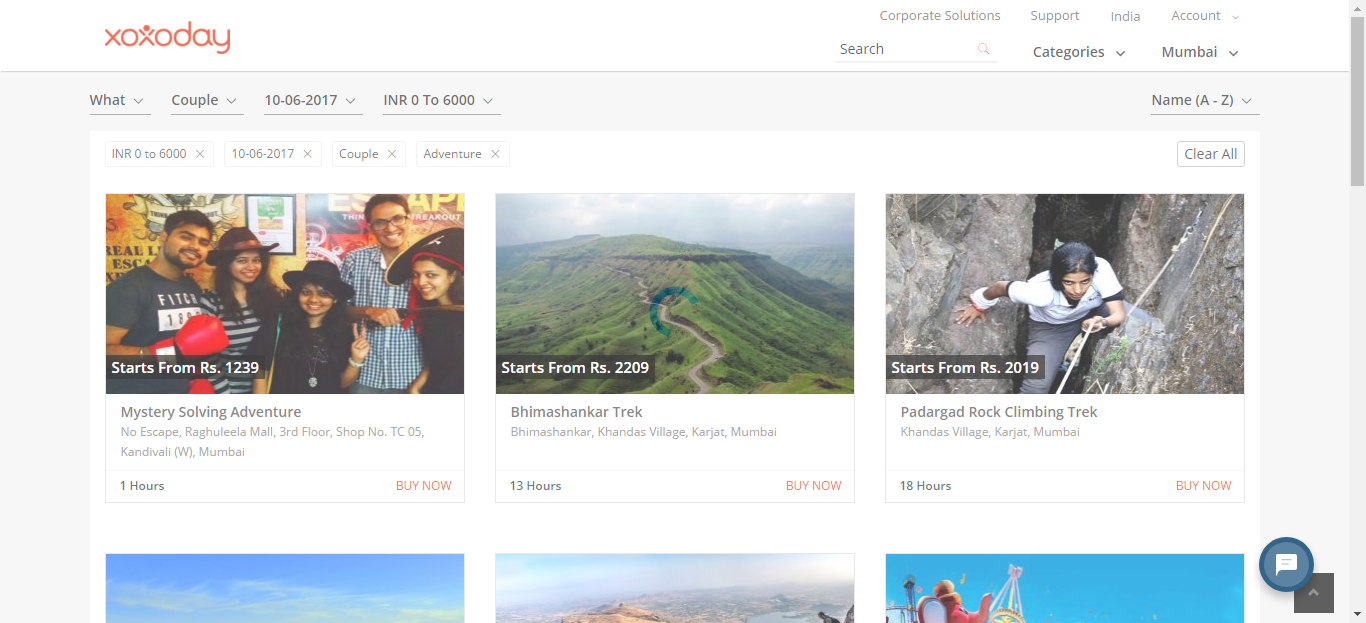 Corporate Solutions Support India Account
xoxoday
Search Categories Mumbai
What Couple 10-06-2017 INR 0 To 6000 Name (A - Z)
INR 0 to 6000 10-06-2017 Couple Adventure Clear All
Starts From Rs. 1239
Mystery Solving Adventure
No Escape, Raghuleela Mall, 3rd Floor, Shop No. TC 05,
Kandivali (W), Mumbai
1 Hours BUY NOW
Starts From Rs. 2209
Bhimashankar Trek
Bhimashankar, Khandas Village, Karjat, Mumbai
13 Hours BUY NOW
Starts From Rs. 2019
Padargad Rock Climbing Trek
Khandas Village, Karjat, Mumbai
18 Hours BUY NOW